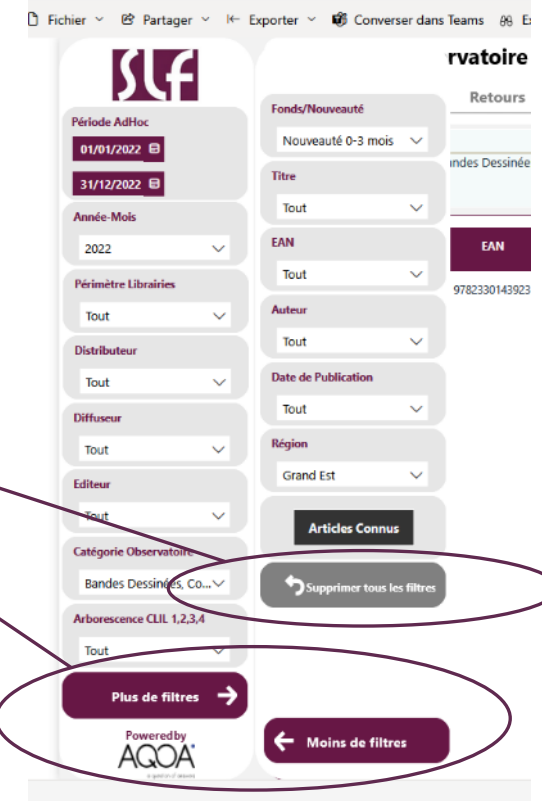 Fichier Partager Exporter Converser dans Teams
SLF
rvatoire
Retours
Période AdHoc
01/01/2022
31/12/2022
Année-Mois
2022
Périmètre Librairies
Tout
Distributeur
Tout
Diffuseur
Tout
Editeur
Tout
Catégorie Observatoire
Bandes Dessinées, Co...
Arborescence CLIL 1,2,3,4
Tout
Plus de filtres
Powered by
AQOA
Fonds/Nouveauté
Nouveauté 0-3 mois
Titre
Tout
EAN
Tout
Auteur
Tout
Date de Publication
Tout
Région
Grand Est
Articles Connus
Supprimer tous les filtres
Moins de filtres
andes Dessinée
EAN
9782330143923